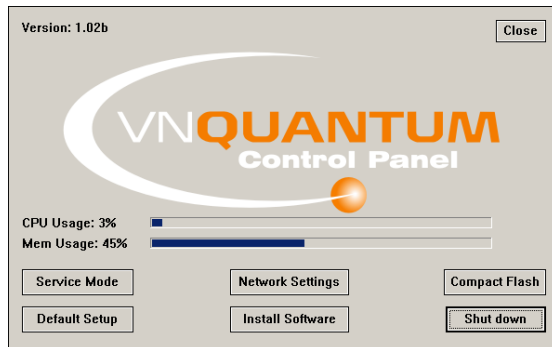 Version: 1.02b
Close
VNQUANTUM
Control Panel
CPU Usage: 3%
Mem Usage: 45%
Service Mode
Network Settings
Compact Flash
Default Setup
Install Software
Shut down